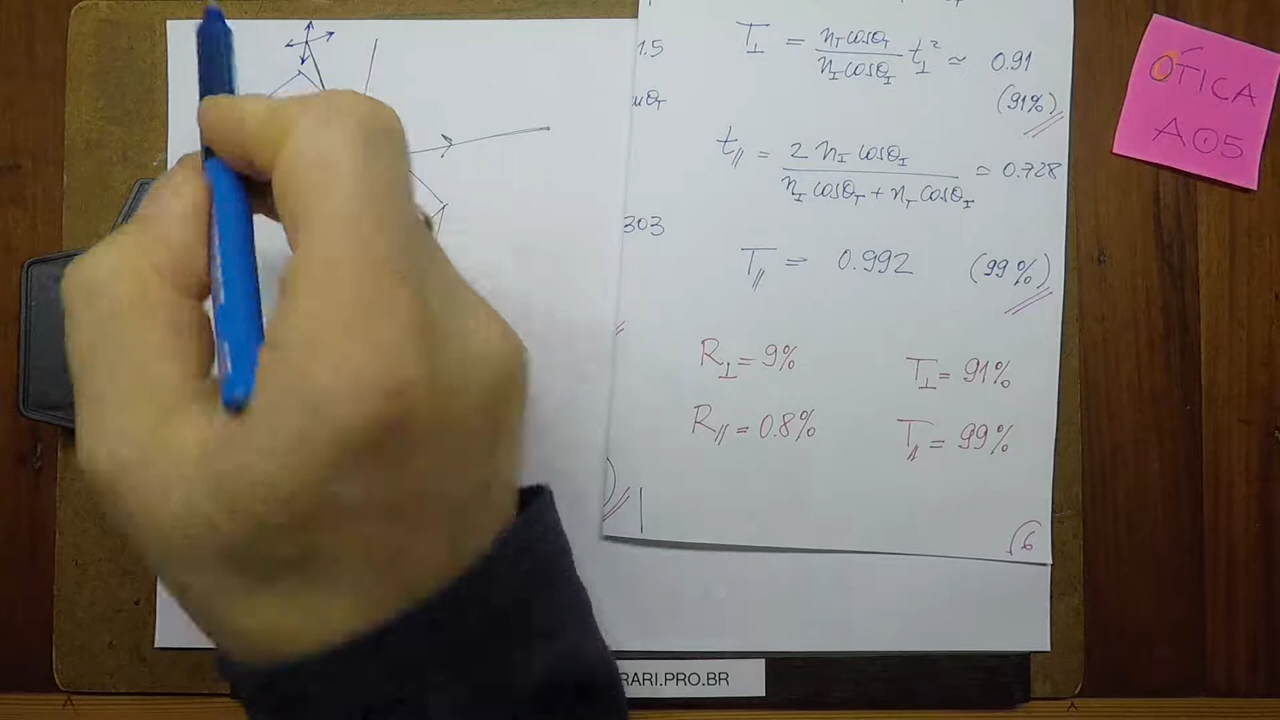 1.5
303
T⊥ = n_T cosθ_T / n_I cosθ_I t⊥² ≃ 0.91
(91%)
t∥ = 2 n_I cosθ_I / n_I cosθ_T + n_T cosθ_I ≃ 0.728
T∥ = 0.992 (99%)
R⊥ = 9% T⊥ = 91%
R∥ = 0.8% T∥ = 99%
6
ÓTICA
A05
RARI.PRO.BR